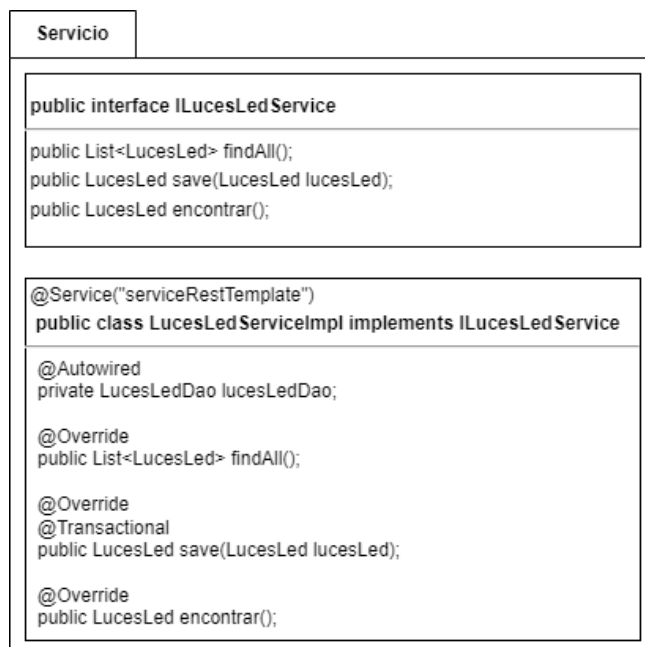 Servicio
public interface ILucesLedService
public List<LucesLed> findAll();
public LucesLed save(LucesLed lucesLed);
public LucesLed encontrar();
@Service("serviceRestTemplate")
public class LucesLedServiceImpl implements ILucesLedService
@Autowired
private LucesLedDao lucesLedDao;
@Override
public List<LucesLed> findAll();
@Override
@Transactional
public LucesLed save(LucesLed lucesLed);
@Override
public LucesLed encontrar();